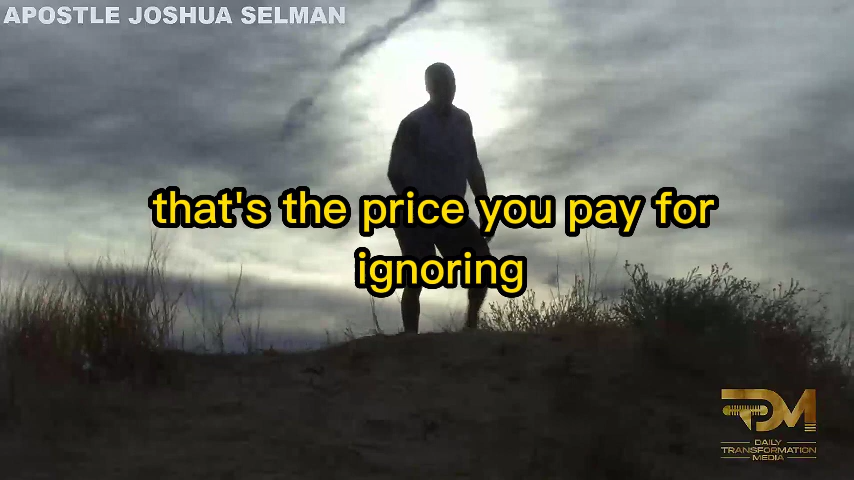 APOSTLE JOSHUA SELMAN
that's the price you pay for
ignoring
DAILY
TRANSFORMATION
MEDIA